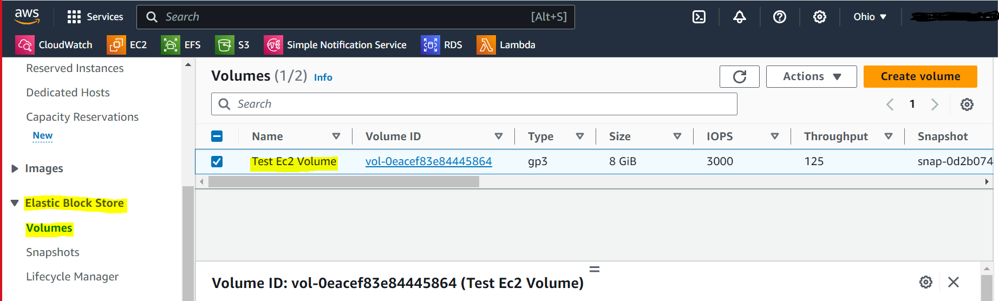 aws Services Search [Alt+S] Ohio
CloudWatch EC2 EFS S3 Simple Notification Service RDS Lambda
Reserved Instances
Dedicated Hosts
Capacity Reservations
New
Images
Elastic Block Store
Volumes
Snapshots
Lifecycle Manager
Volumes (1/2) Info Actions Create volume
Search 1
Name Volume ID Type Size IOPS Throughput Snapshot
Test Ec2 Volume vol-0eacef83e84445864 gp3 8 GiB 3000 125 snap-0d2b074
Volume ID: vol-0eacef83e84445864 (Test Ec2 Volume)